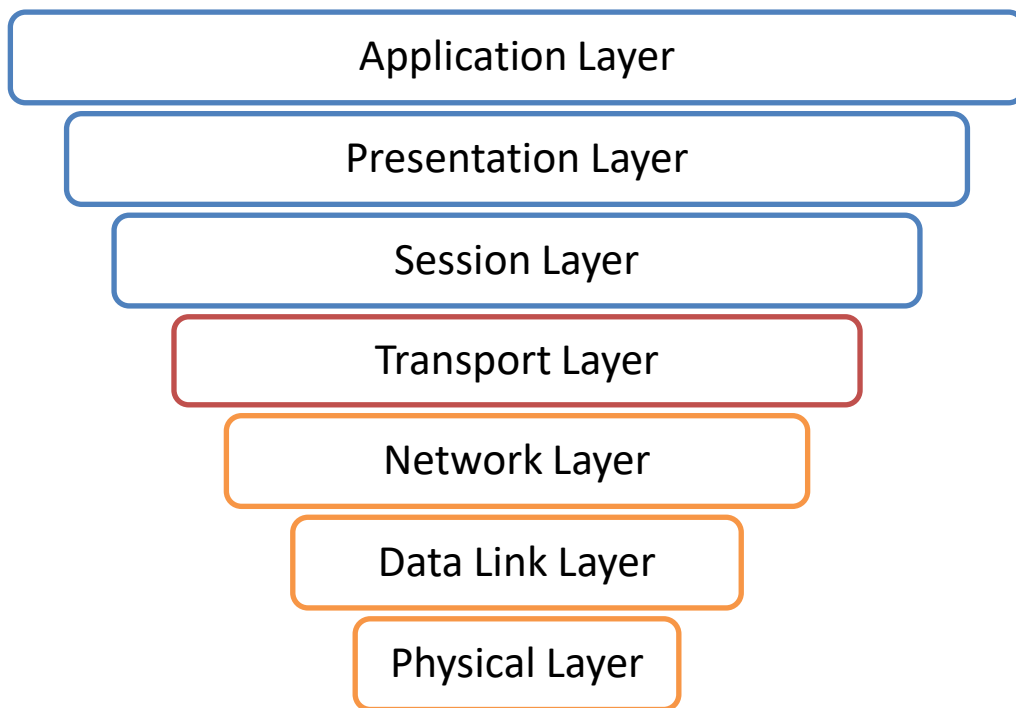 Application Layer
Presentation Layer
Session Layer
Transport Layer
Network Layer
Data Link Layer
Physical Layer